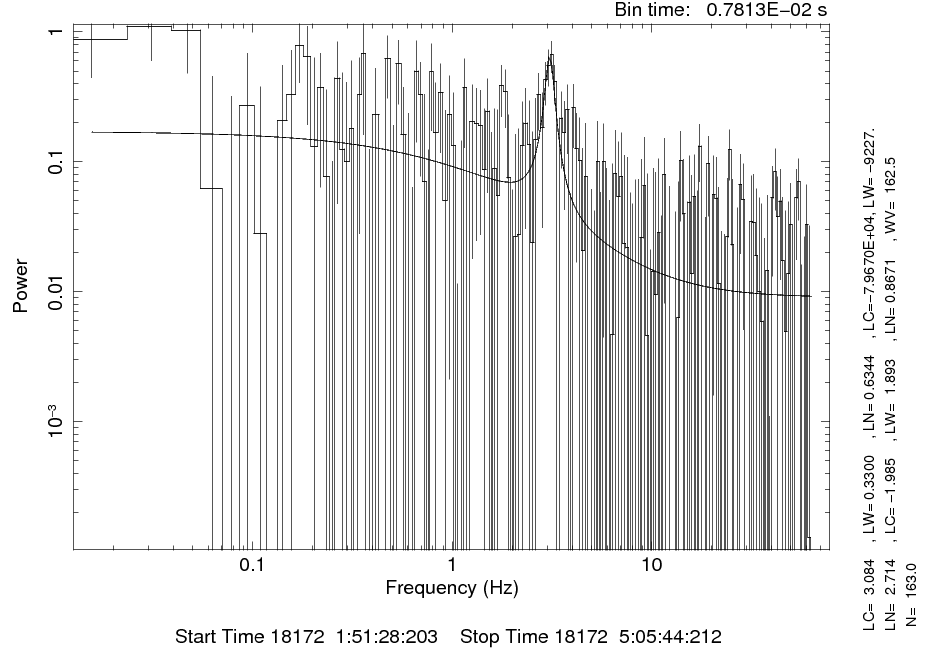 Bin time: 0.7813E−02 s
1
0.1
0.01
10−3
Power
0.1 1 10
Frequency (Hz)
Start Time 18172 1:51:28:203 Stop Time 18172 5:05:44:212
LC= 3.084 , LW= 0.3300 , LN= 0.6344 , LC=−7.9670E+04, LW= −9227.
LN= 2.714 , LC= −1.985 , LW= 1.893 , LN= 0.8671 , WV= 162.5
N= 163.0